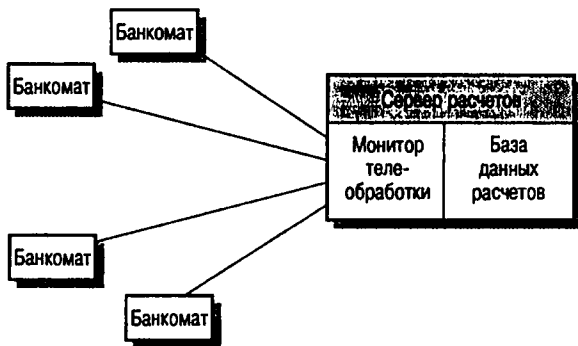 Банкомат
Банкомат
Сервер расчетов
Монитор
теле-
обработки
База
данных
расчетов
Банкомат
Банкомат